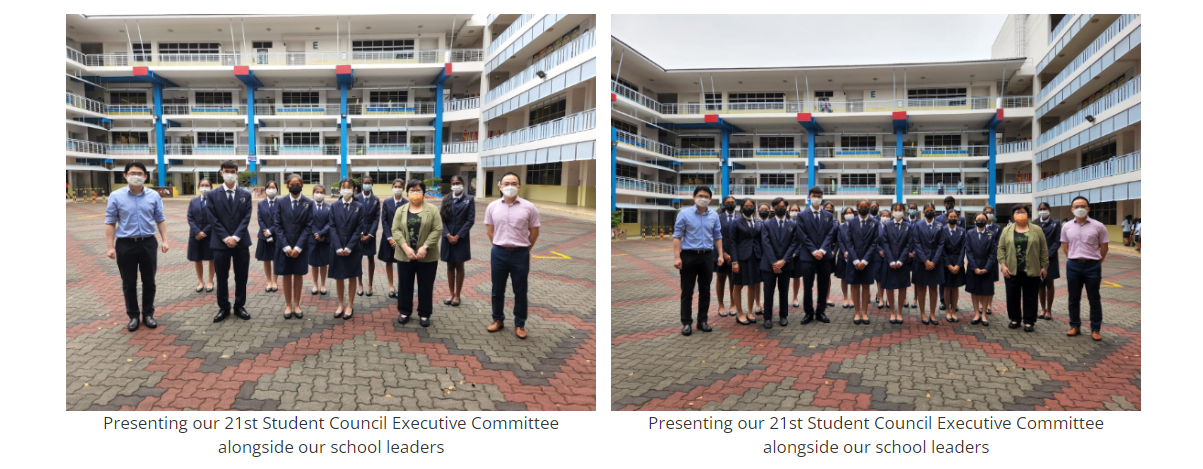 E
E
Presenting our 21st Student Council Executive Committee
alongside our school leaders
Presenting our 21st Student Council Executive Committee
alongside our school leaders